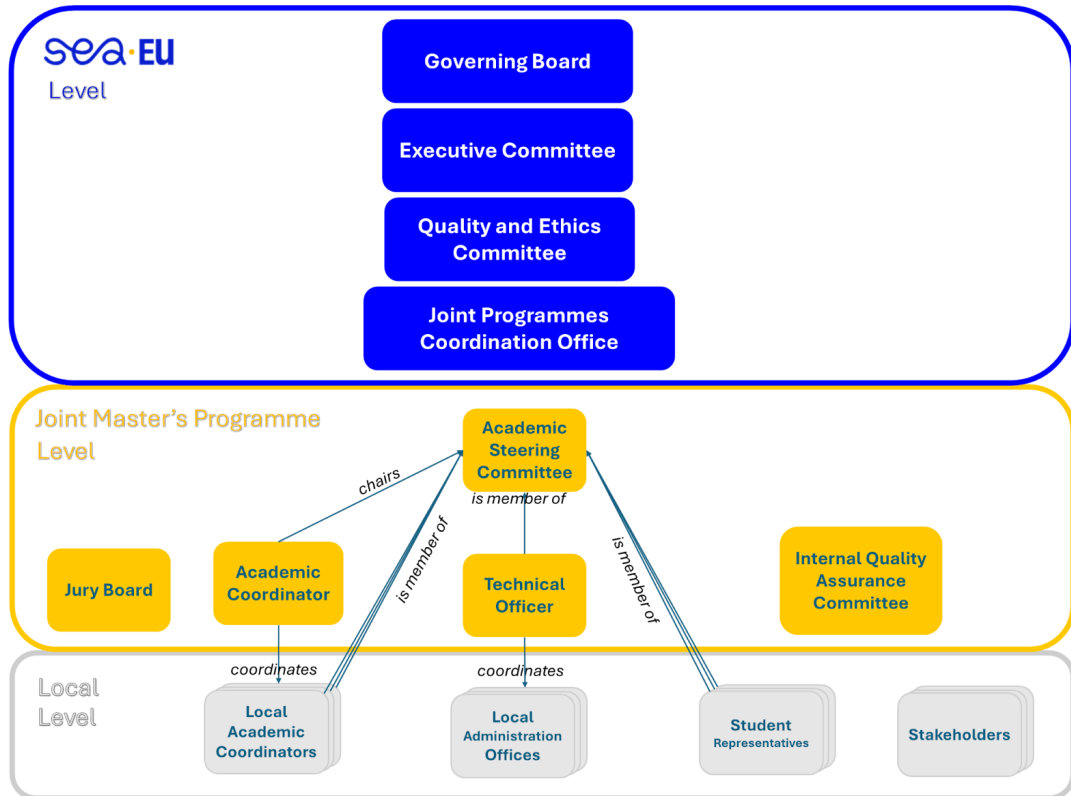 sea·EU
Level
Governing Board
Executive Committee
Quality and Ethics
Committee
Joint Programmes
Coordination Office
Joint Master's Programme
Level
Academic
Steering
Committee
chairs
is member of
is member of
is member of
Jury Board
Academic
Coordinator
Technical
Officer
Internal Quality
Assurance
Committee
coordinates
coordinates
Local
Level
Local
Academic
Coordinators
Local
Administration
Offices
Student
Representatives
Stakeholders